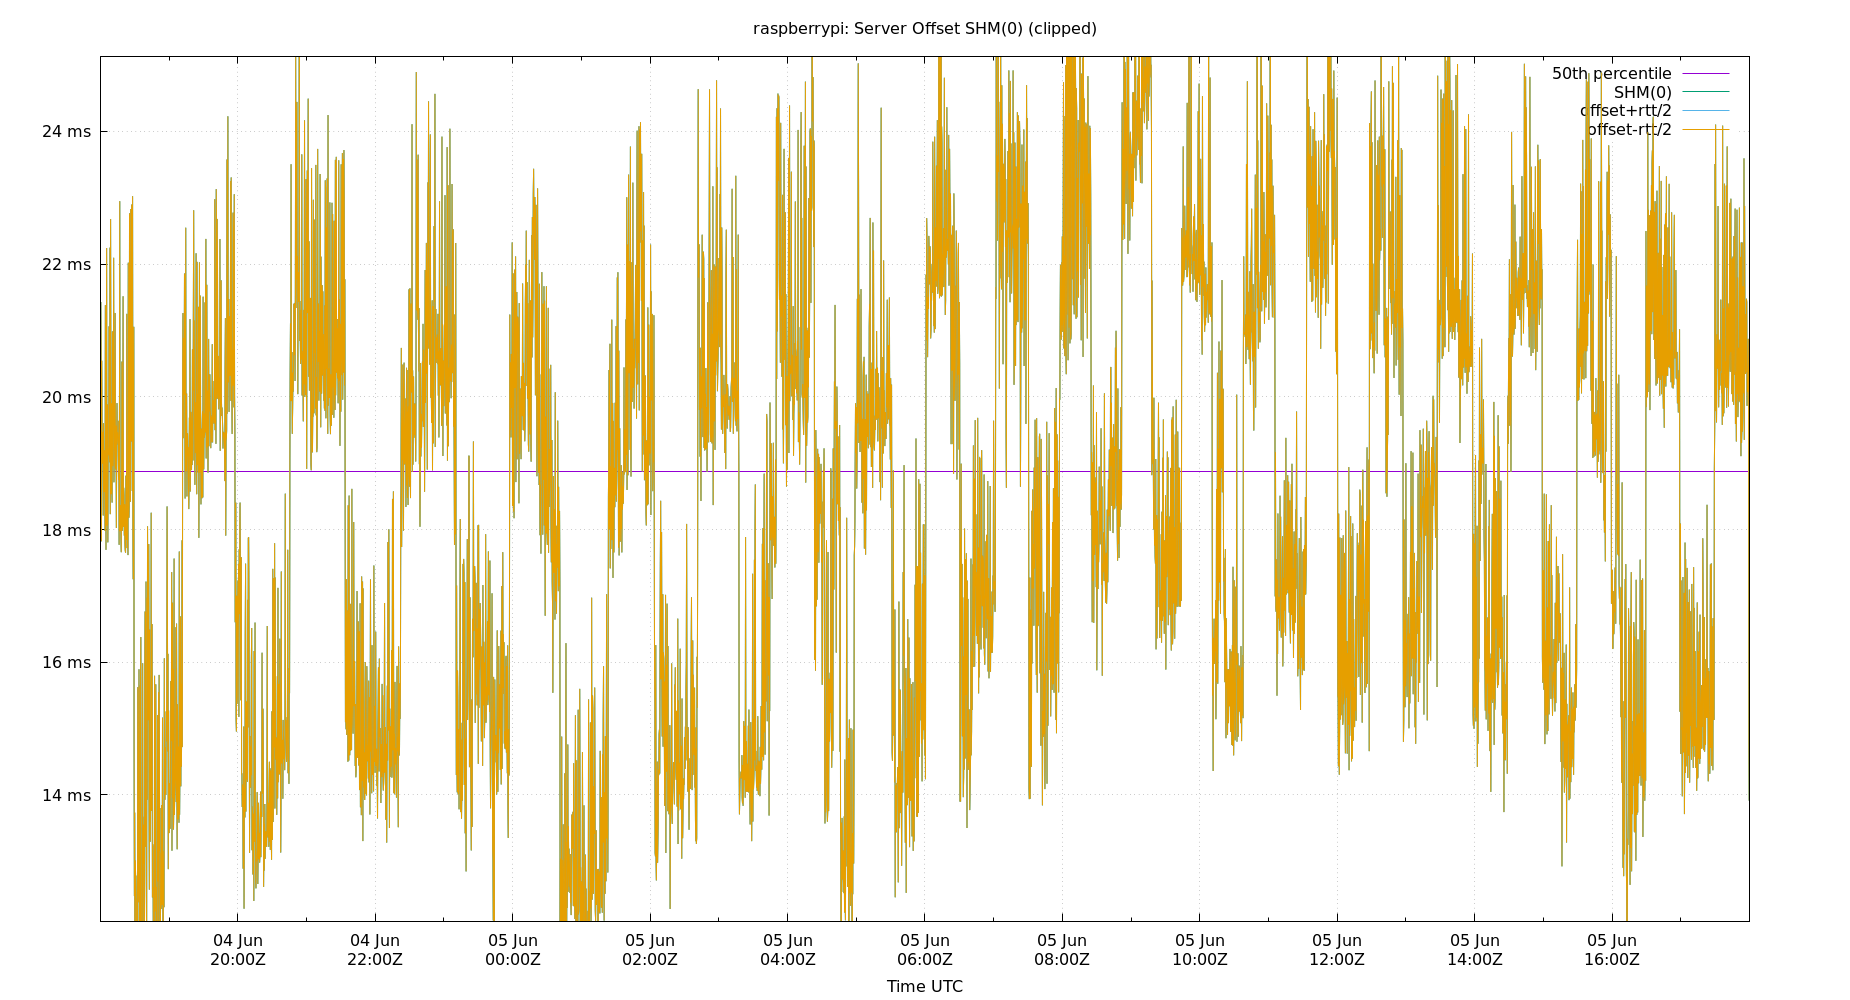 raspberrypi: Server Offset SHM(0) (clipped)
50th percentile
SHM(0)
offset+rtt/2
offset-rtt/2
24 ms
22 ms
20 ms
18 ms
16 ms
14 ms
04 Jun 04 Jun 05 Jun 05 Jun 05 Jun 05 Jun 05 Jun 05 Jun 05 Jun 05 Jun 05 Jun
20:00Z 22:00Z 00:00Z 02:00Z 04:00Z 06:00Z 08:00Z 10:00Z 12:00Z 14:00Z 16:00Z
Time UTC